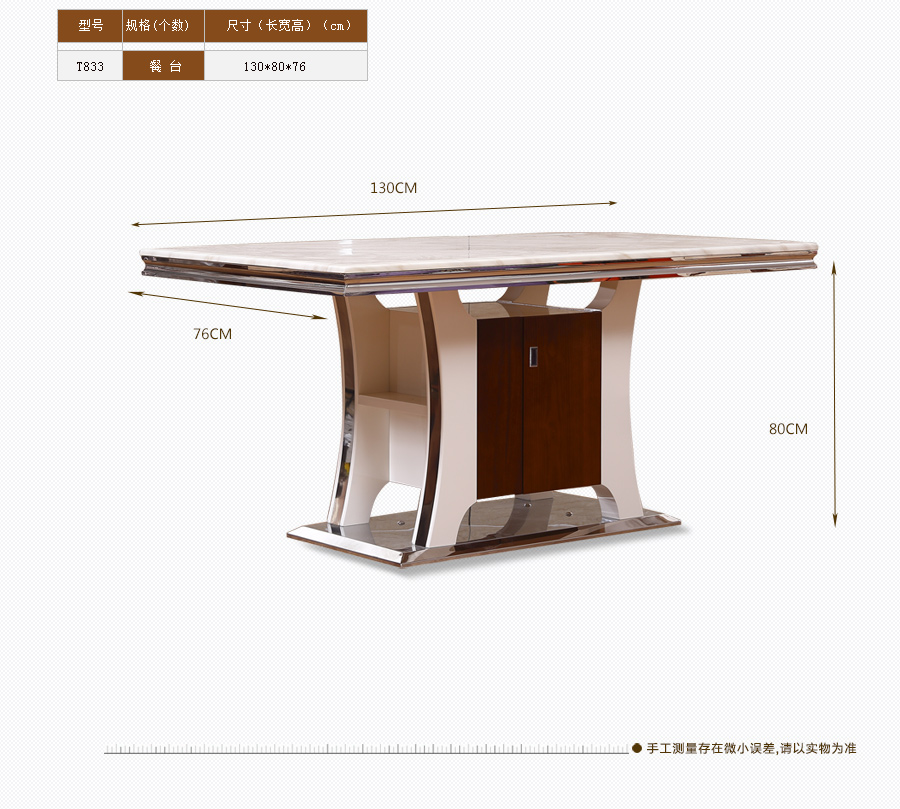 型号 规格(个数) 尺寸（长宽高）（cm）
T833 餐 台 130*80*76
130CM
76CM
80CM
手工测量存在微小误差,请以实物为准